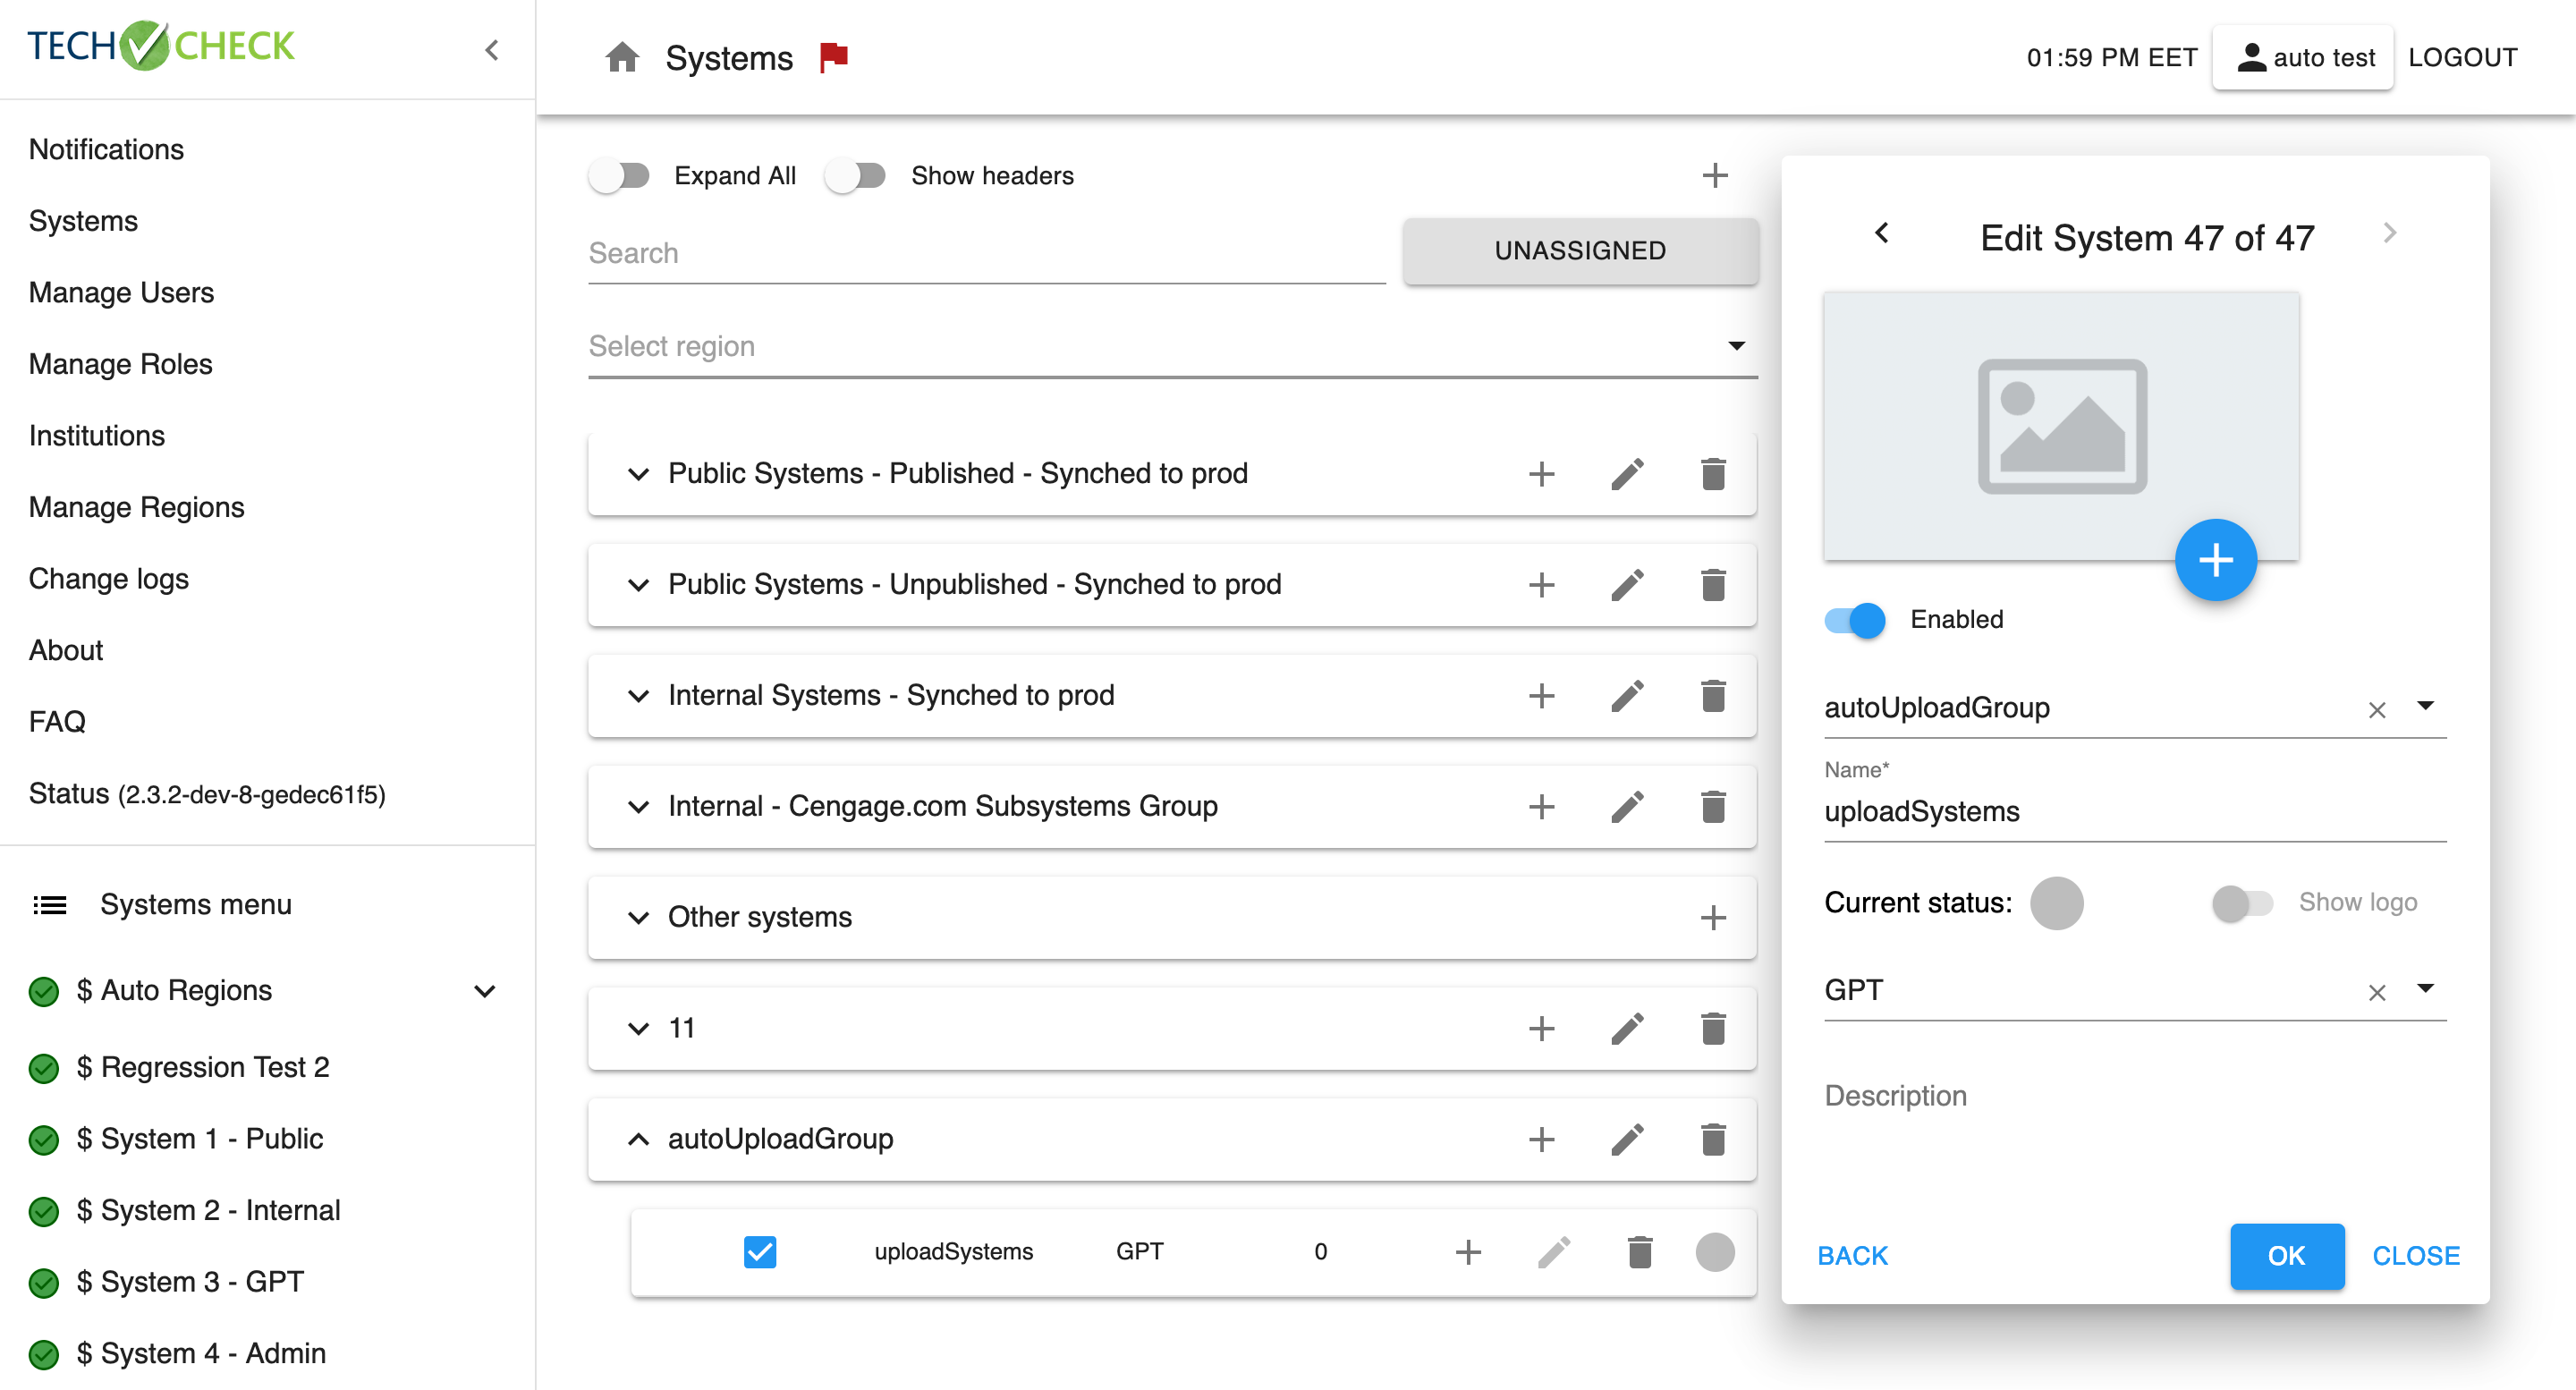 TECH CHECK
Notifications
Systems
Manage Users
Manage Roles
Institutions
Manage Regions
Change logs
About
FAQ
Status (2.3.2-dev-8-gedec61f5)
Systems menu
$ Auto Regions
$ Regression Test 2
$ System 1 - Public
$ System 2 - Internal
$ System 3 - GPT
$ System 4 - Admin
Systems
01:59 PM EET
auto test
LOGOUT
Expand All
Show headers
Search
UNASSIGNED
Select region
Public Systems - Published - Synched to prod
Public Systems - Unpublished - Synched to prod
Internal Systems - Synched to prod
Internal - Cengage.com Subsystems Group
Other systems
11
autoUploadGroup
uploadSystems GPT 0
Edit System 47 of 47
Enabled
autoUploadGroup
Name*
uploadSystems
Current status:
Show logo
GPT
Description
BACK
OK
CLOSE